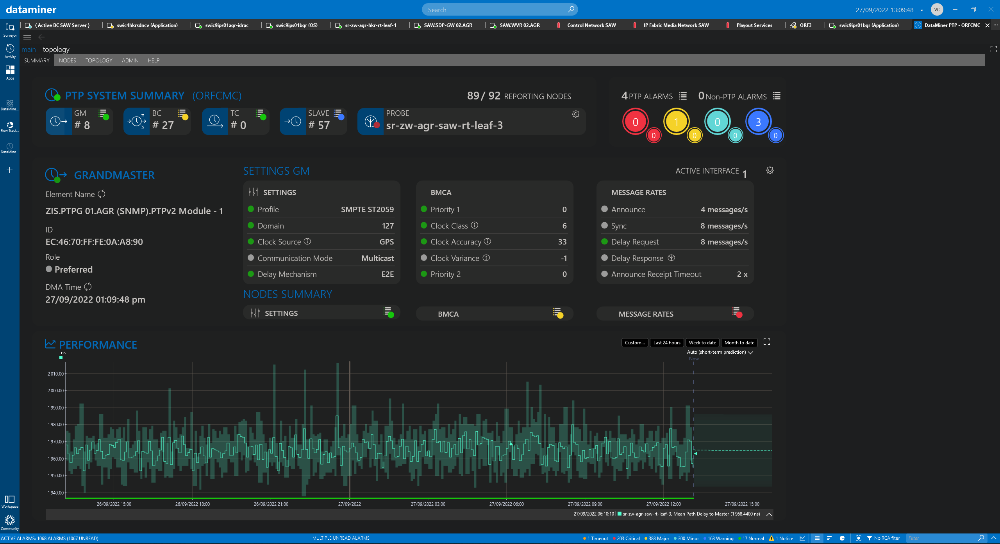 dataminer
Search
27/09/2022 13:09:48
VC
{ Active BC SAW Server }
swic4hkrsdncv (Application)
swic9ips01agr-idrac
swic9ips01bgr (OS)
sr-zw-agr-hkr-rt-leaf-1
SAW.SDP-GW 02.AGR
SAW.WVR 02.AGR
Control Network SAW
IP Fabric Media Network SAW
Playout Services
ORF3
swic9ips01bgr (Application)
DataMiner PTP - ORFCMC
Surveyor
Activity
Apps
DataMine...
Flow Track...
DataMine...
Workspace
Community
main topology
SUMMARY NODES TOPOLOGY ADMIN HELP
PTP SYSTEM SUMMARY (ORFCMC)
89 / 92 REPORTING NODES
GM
# 8
BC
# 27
TC
# 0
SLAVE
# 57
PROBE
sr-zw-agr-saw-rt-leaf-3
4 PTP ALARMS
0 Non-PTP ALARMS
0 1 0 3
0 0 0 0
GRANDMASTER
Element Name
ZIS.PTPG 01.AGR (SNMP).PTPv2 Module - 1
ID
EC:46:70:FF:FE:0A:A8:90
Role
Preferred
DMA Time
27/09/2022 01:09:48 pm
SETTINGS GM
ACTIVE INTERFACE 1
SETTINGS
Profile SMPTE ST2059
Domain 127
Clock Source GPS
Communication Mode Multicast
Delay Mechanism E2E
BMCA
Priority 1 0
Clock Class 6
Clock Accuracy 33
Clock Variance -1
Priority 2 0
MESSAGE RATES
Announce 4 messages/s
Sync 8 messages/s
Delay Request 8 messages/s
Delay Response
Announce Receipt Timeout 2 x
NODES SUMMARY
SETTINGS
BMCA
MESSAGE RATES
PERFORMANCE
Custom... Last 24 hours Week to date Month to date
Auto (short-term prediction)
Now
ns
2 010.00
2 000.00
1 990.00
1 980.00
1 970.00
1 960.00
1 950.00
1 940.00
26/09/2022 15:00
26/09/2022 18:00
26/09/2022 21:00
27/09/2022
27/09/2022 03:00
27/09/2022 06:00
27/09/2022 09:00
27/09/2022 12:00
27/09/2022 15:00
27/09/2022 06:10:10 | sr-zw-agr-saw-rt-leaf-3, Mean Path Delay to Master (1 968.4400 ns)
ACTIVE ALARMS: 1068 ALARMS (1067 UNREAD)
MULTIPLE UNREAD ALARMS
1 Timeout 203 Critical 383 Major 300 Minor 163 Warning 17 Normal 1 Notice
No RCA filter
Filter